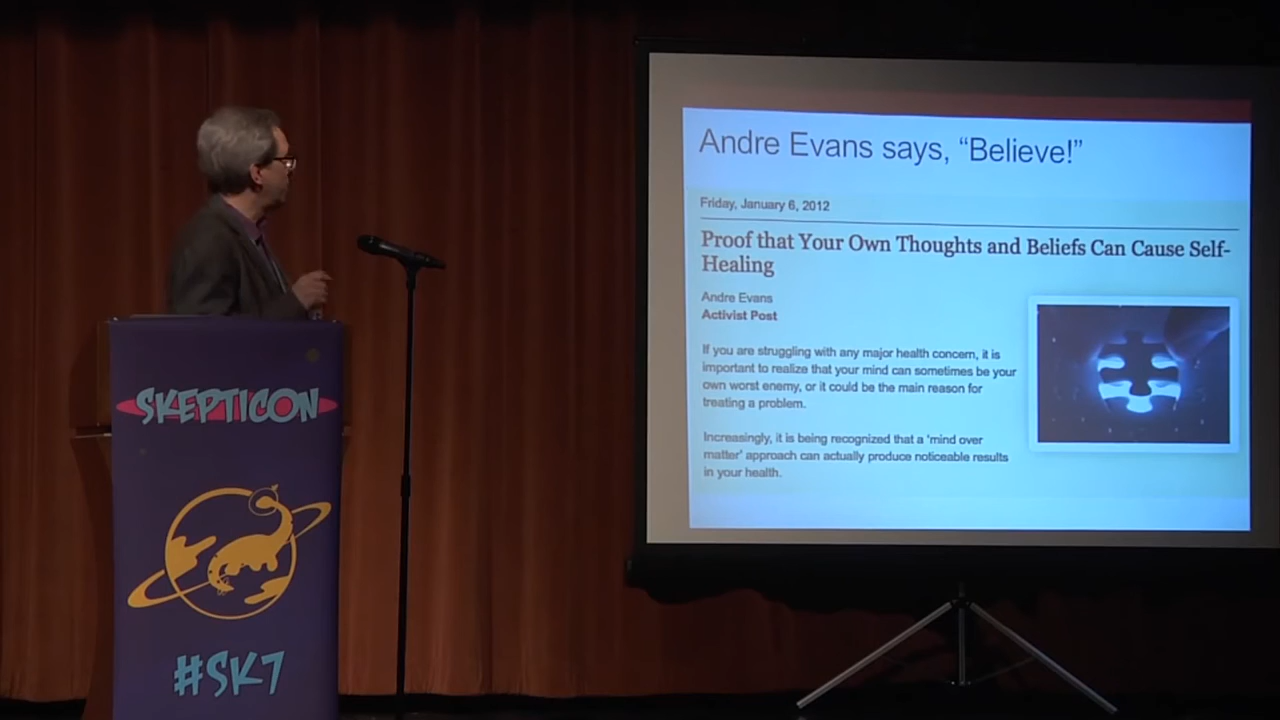 Andre Evans says, “Believe!”
Friday, January 6, 2012
Proof that Your Own Thoughts and Beliefs Can Cause Self-
Healing
Andre Evans
Activist Post
If you are struggling with any major health concern, it is
important to realize that your mind can sometimes be your
own worst enemy, or it could be the main reason for
treating a problem.
Increasingly, it is being recognized that a 'mind over
matter' approach can actually produce noticeable results
in your health.
SKEPTICON
#SK7